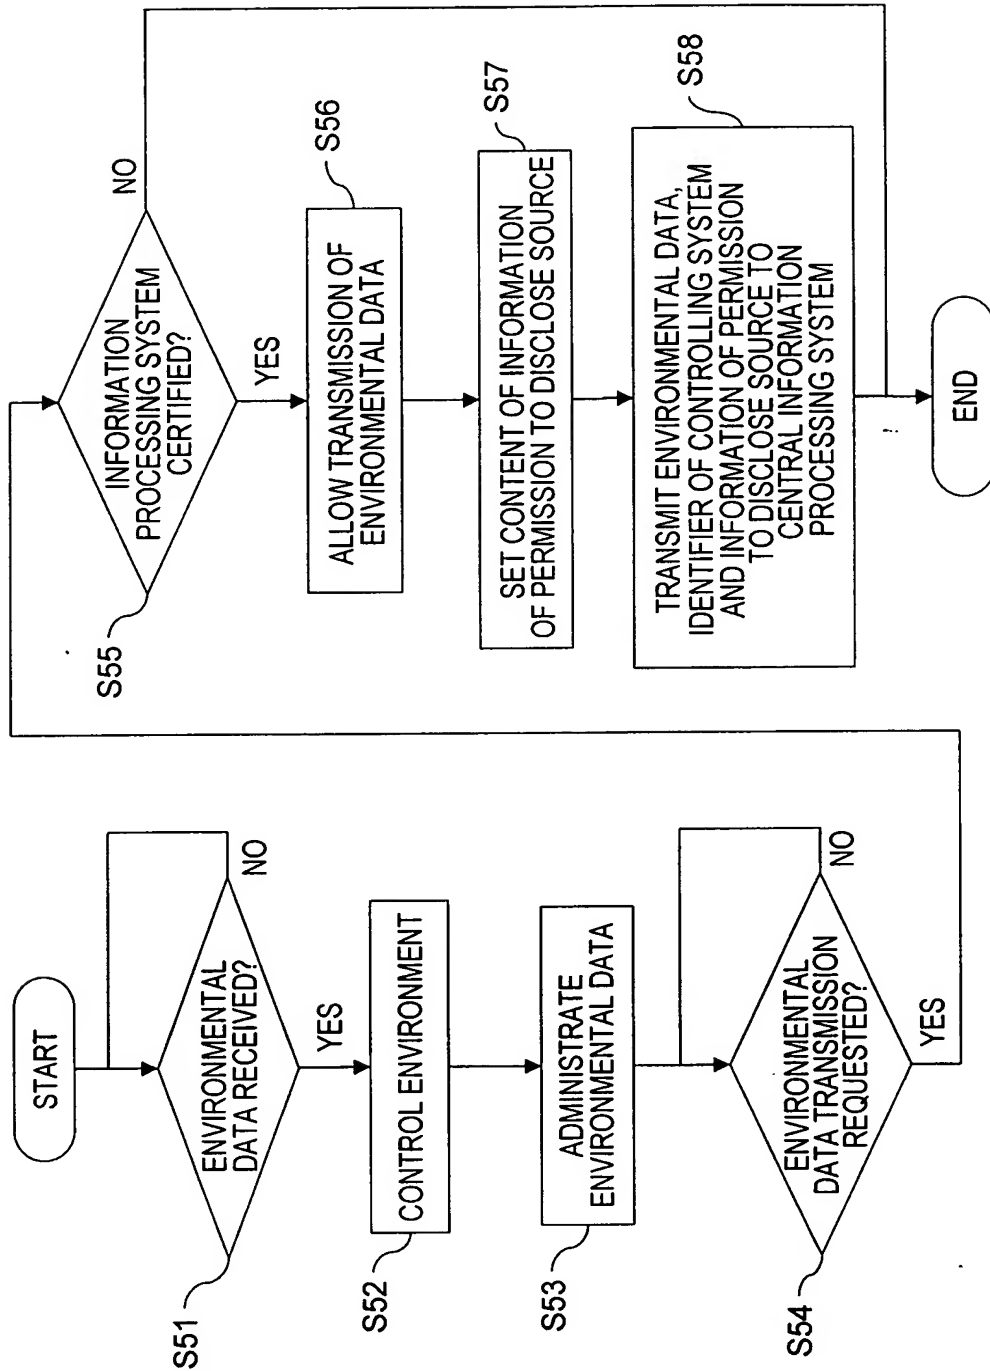 START
S51
ENVIRONMENTAL
DATA RECEIVED?
NO
YES
S52
CONTROL ENVIRONMENT
S53
ADMINISTRATE
ENVIRONMENTAL DATA
S54
ENVIRONMENTAL
DATA TRANSMISSION
REQUESTED?
NO
YES
S55
INFORMATION
PROCESSING SYSTEM
CERTIFIED?
NO
YES
S56
ALLOW TRANSMISSION OF
ENVIRONMENTAL DATA
S57
SET CONTENT OF INFORMATION
OF PERMISSION TO DISCLOSE SOURCE
S58
TRANSMIT ENVIRONMENTAL DATA,
IDENTIFIER OF CONTROLLING SYSTEM
AND INFORMATION OF PERMISSION
TO DISCLOSE SOURCE TO
CENTRAL INFORMATION
PROCESSING SYSTEM
END